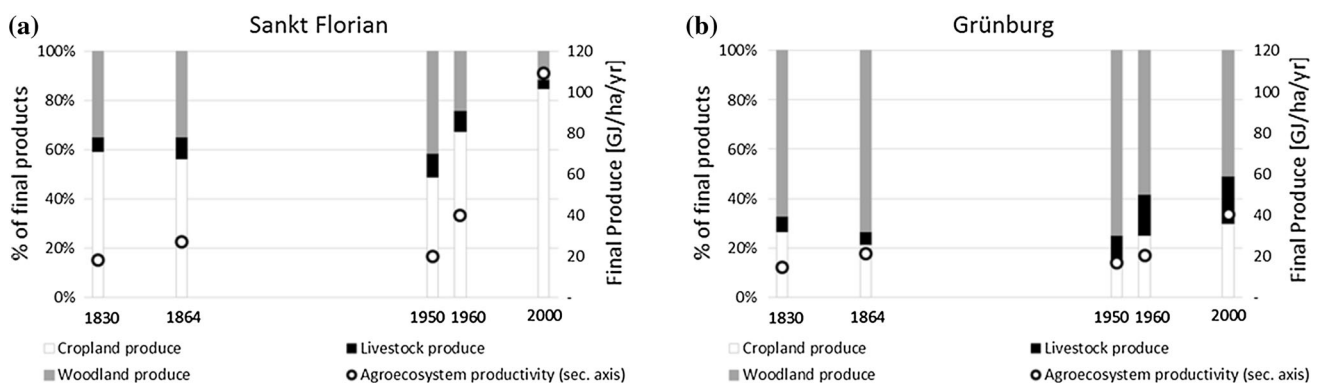 (a)
Sankt Florian
% of final products
100%
80%
60%
40%
20%
0%
120
100
80
60
40
20
-
Final Produce [GJ/ha/yr]
1830 1864 1950 1960 2000
Cropland produce
Livestock produce
Woodland produce
Agroecosystem productivity (sec. axis)
(b)
Grünburg
% of final products
100%
80%
60%
40%
20%
0%
120
100
80
60
40
20
-
Final Produce [GJ/ha/yr]
1830 1864 1950 1960 2000
Cropland produce
Livestock produce
Woodland produce
Agroecosystem productivity (sec. axis)